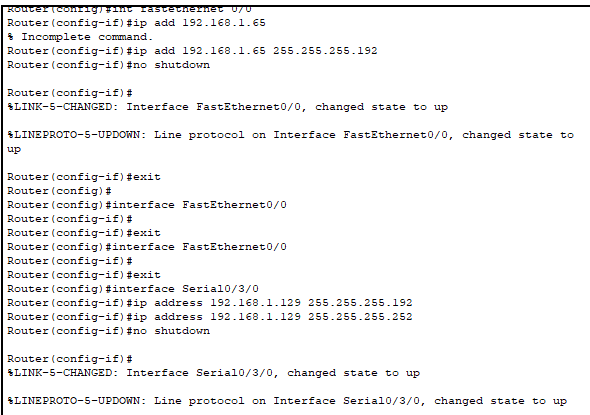 Router(config)#int fastethernet 0/0
Router(config-if)#ip add 192.168.1.65
% Incomplete command.
Router(config-if)#ip add 192.168.1.65 255.255.255.192
Router(config-if)#no shutdown
Router(config-if)#
%LINK-5-CHANGED: Interface FastEthernet0/0, changed state to up
%LINEPROTO-5-UPDOWN: Line protocol on Interface FastEthernet0/0, changed state to
up
Router(config-if)#exit
Router(config)#
Router(config)#interface FastEthernet0/0
Router(config-if)#
Router(config-if)#exit
Router(config)#interface FastEthernet0/0
Router(config-if)#
Router(config-if)#exit
Router(config)#interface Serial0/3/0
Router(config-if)#ip address 192.168.1.129 255.255.255.192
Router(config-if)#ip address 192.168.1.129 255.255.255.252
Router(config-if)#no shutdown
Router(config-if)#
%LINK-5-CHANGED: Interface Serial0/3/0, changed state to up
%LINEPROTO-5-UPDOWN: Line protocol on Interface Serial0/3/0, changed state to up